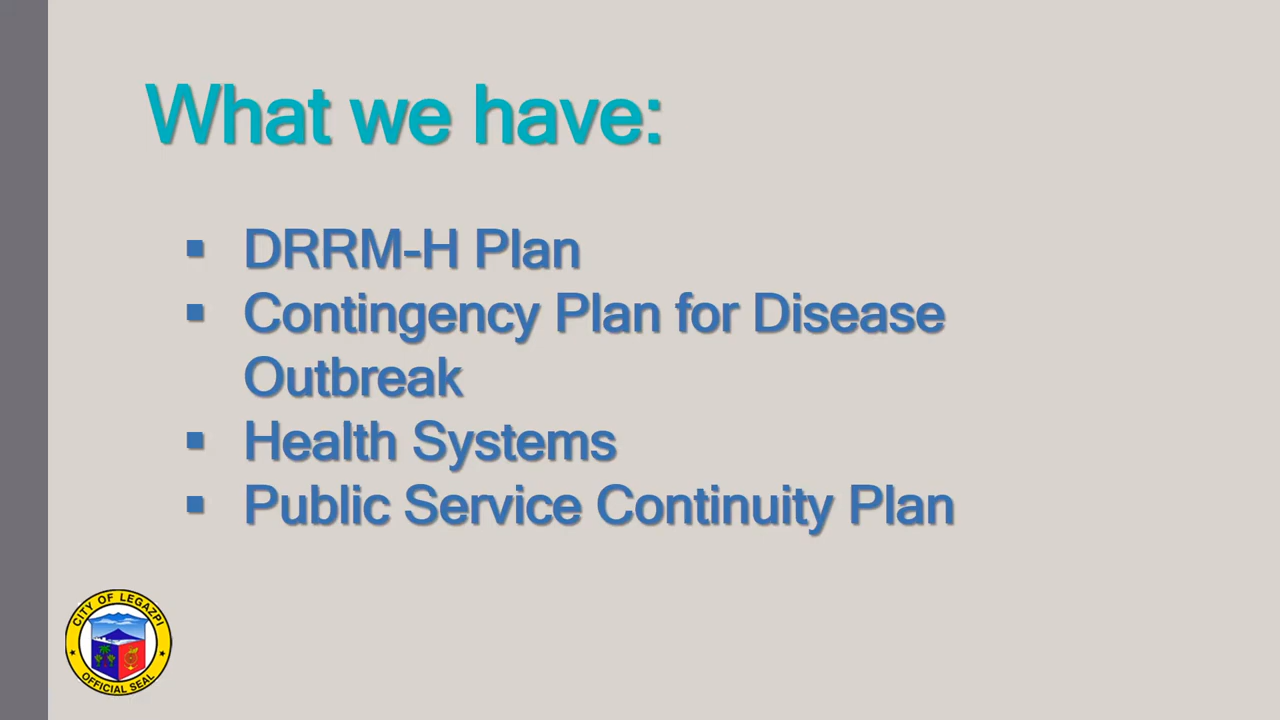 What we have:
▪ DRRM-H Plan
▪ Contingency Plan for Disease
Outbreak
▪ Health Systems
▪ Public Service Continuity Plan
CITY OF LEGAZPI
OFFICIAL SEAL